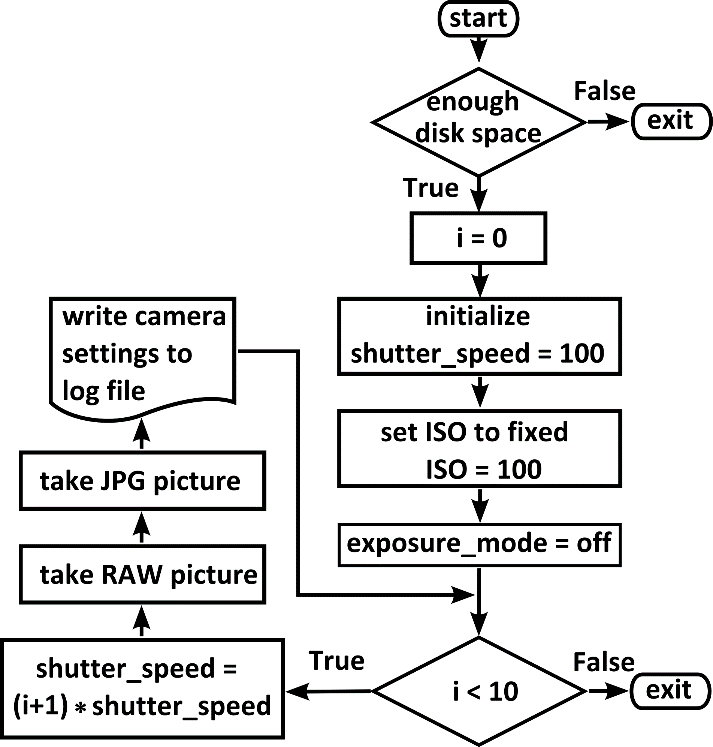 start
enough
disk space
False
exit
True
i = 0
initialize
shutter_speed = 100
set ISO to fixed
ISO = 100
exposure_mode = off
i < 10
False
exit
True
shutter_speed =
(i+1) * shutter_speed
take RAW picture
take JPG picture
write camera
settings to
log file